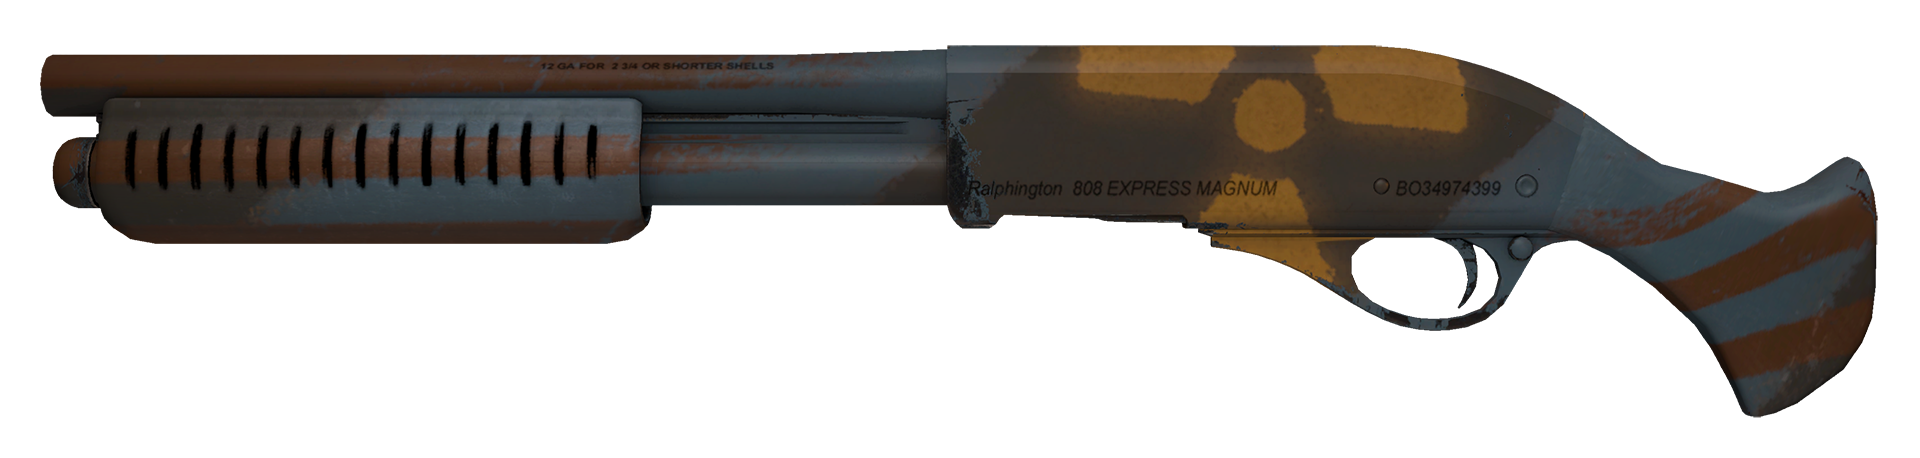 12 GA FOR 2 3/4 OR SHORTER SHELLS
Ralphington 808 EXPRESS MAGNUM
BO34974399